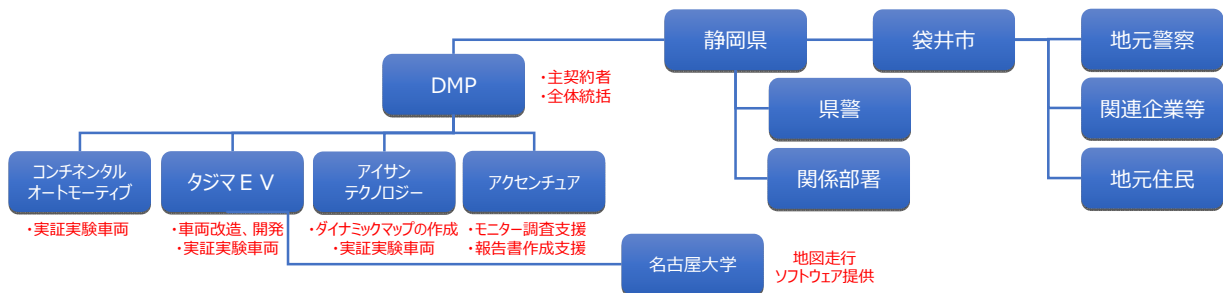 静岡県
袋井市
地元警察
DMP
・主契約者
・全体統括
県警
関連企業等
関係部署
地元住民
コンチネンタル
オートモーティブ
タジマEV
アイサン
テクノロジー
アクセンチュア
・実証実験車両
・車両改造、開発
・実証実験車両
・ダイナミックマップの作成
・実証実験車両
・モニター調査支援
・報告書作成支援
名古屋大学
地図走行
ソフトウェア提供